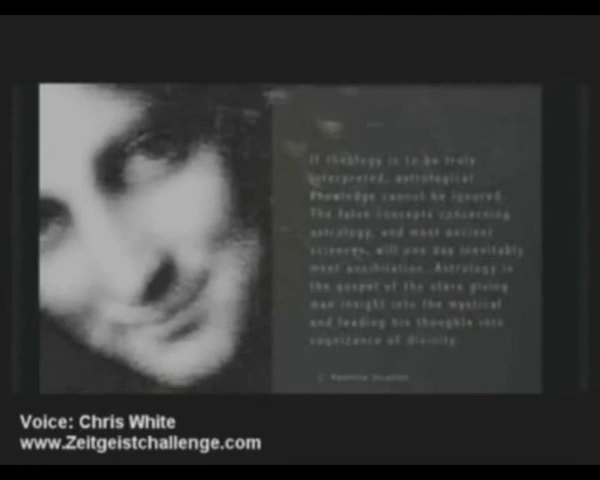 If theology is to be truly
interpreted, astrological
knowledge cannot be ignored.
The false concepts concerning
astrology, and most ancient
sciences, will one day inevitably
meet annihilation. Astrology is
the gospel of the stars giving
man insight into the mystical
and leading his thoughts into
cognizance of divinity.
Voice: Chris White
www.Zeitgeistchallenge.com